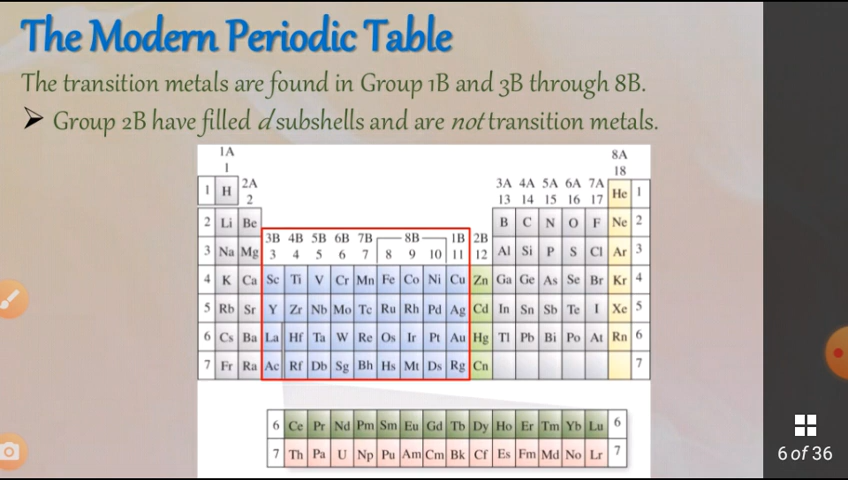 The Modern Periodic Table
The transition metals are found in Group 1B and 3B through 8B.
➢ Group 2B have filled d subshells and are not transition metals.
1A 8A
1 18
2A 3A 4A 5A 6A 7A
2 13 14 15 16 17
1 H He 1
2 Li Be B C N O F Ne 2
3B 4B 5B 6B 7B 8B 1B 2B
3 4 5 6 7 8 9 10 11 12
3 Na Mg Al Si P S Cl Ar 3
4 K Ca Sc Ti V Cr Mn Fe Co Ni Cu Zn Ga Ge As Se Br Kr 4
5 Rb Sr Y Zr Nb Mo Tc Ru Rh Pd Ag Cd In Sn Sb Te I Xe 5
6 Cs Ba La Hf Ta W Re Os Ir Pt Au Hg Tl Pb Bi Po At Rn 6
7 Fr Ra Ac Rf Db Sg Bh Hs Mt Ds Rg Cn 7
6 Ce Pr Nd Pm Sm Eu Gd Tb Dy Ho Er Tm Yb Lu 6
7 Th Pa U Np Pu Am Cm Bk Cf Es Fm Md No Lr 7
6 of 36